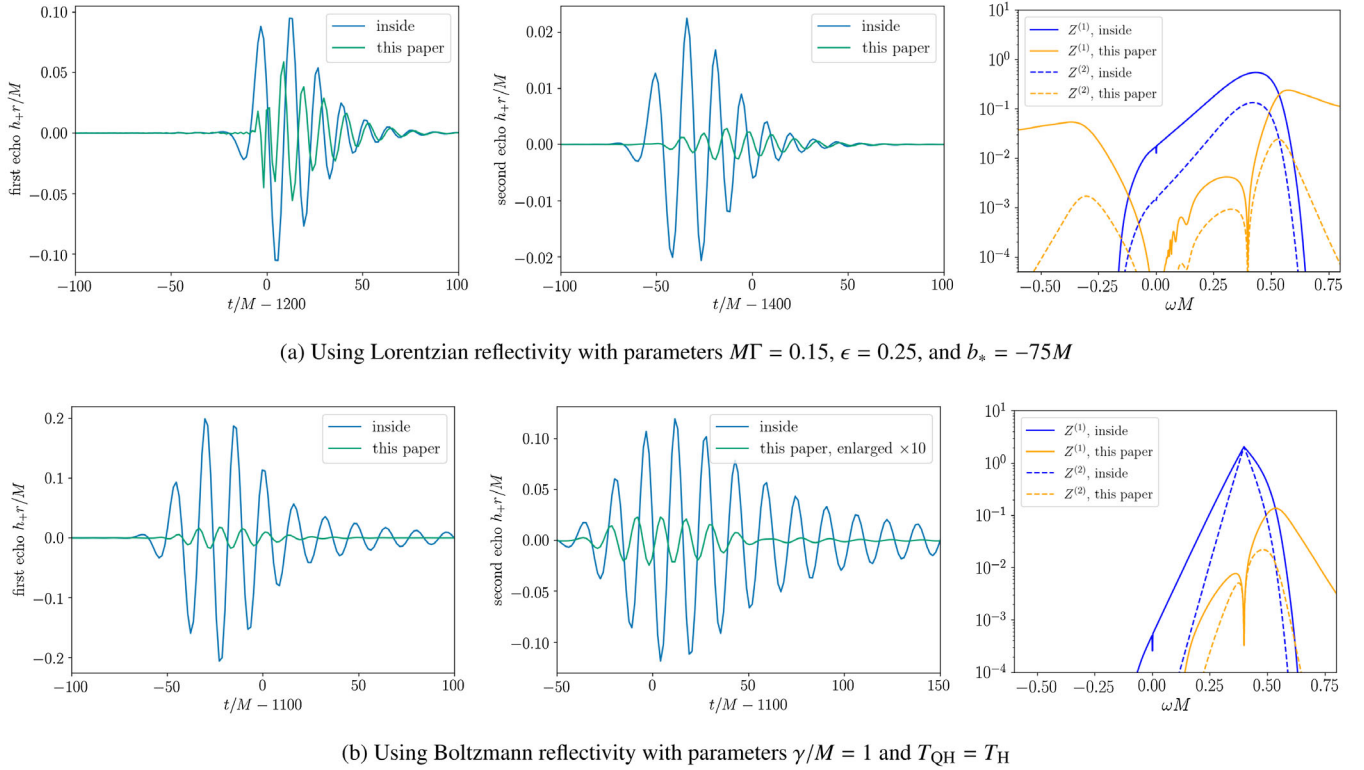 0.10
0.05
0.00
−0.05
−0.10
first echo h₊r/M
inside
this paper
−100
−50
0
50
100
t/M − 1200
0.02
0.01
0.00
−0.01
−0.02
second echo h₊r/M
inside
this paper
−100
−50
0
50
100
t/M − 1400
10¹
10⁰
10⁻¹
10⁻²
10⁻³
10⁻⁴
Z⁽¹⁾, inside
Z⁽¹⁾, this paper
Z⁽²⁾, inside
Z⁽²⁾, this paper
−0.50
−0.25
0.00
0.25
0.50
0.75
ωM
(a) Using Lorentzian reflectivity with parameters MΓ = 0.15, ϵ = 0.25, and b* = −75M
0.2
0.1
0.0
−0.1
−0.2
first echo h₊r/M
inside
this paper
−100
−50
0
50
100
t/M − 1100
0.10
0.05
0.00
−0.05
−0.10
second echo h₊r/M
inside
this paper, enlarged ×10
−50
0
50
100
150
t/M − 1100
10¹
10⁰
10⁻¹
10⁻²
10⁻³
10⁻⁴
Z⁽¹⁾, inside
Z⁽¹⁾, this paper
Z⁽²⁾, inside
Z⁽²⁾, this paper
−0.50
−0.25
0.00
0.25
0.50
0.75
ωM
(b) Using Boltzmann reflectivity with parameters γ/M = 1 and T_QH = T_H